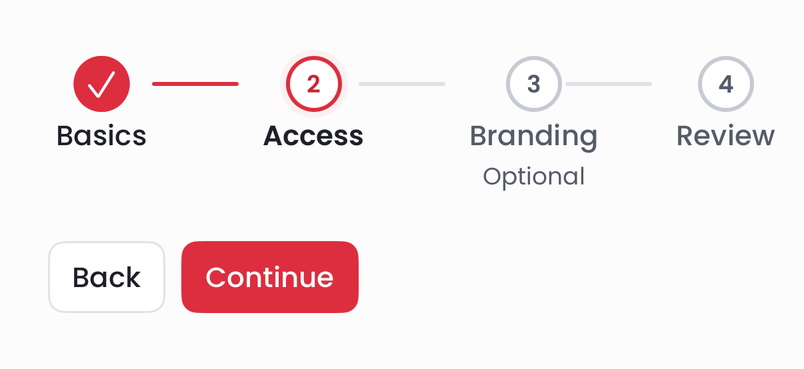 2
3
4
Basics
Access
Branding
Review
Optional
Back
Continue